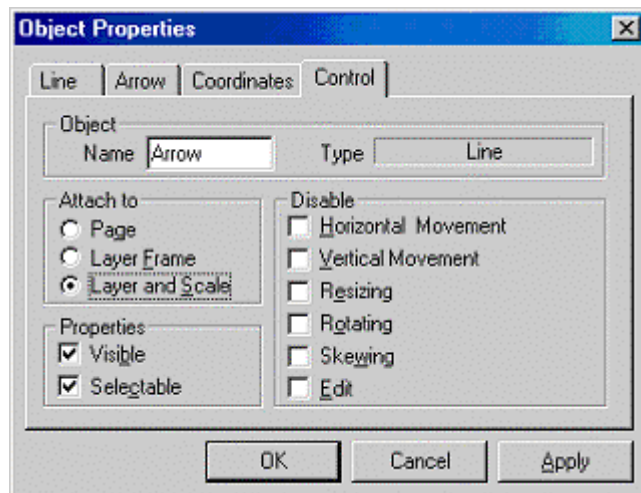 Object Properties
Line Arrow Coordinates Control
Object
Name Arrow Type Line
Attach to
Page
Layer Frame
Layer and Scale
Properties
Visible
Selectable
Disable
Horizontal Movement
Vertical Movement
Resizing
Rotating
Skewing
Edit
OK Cancel Apply